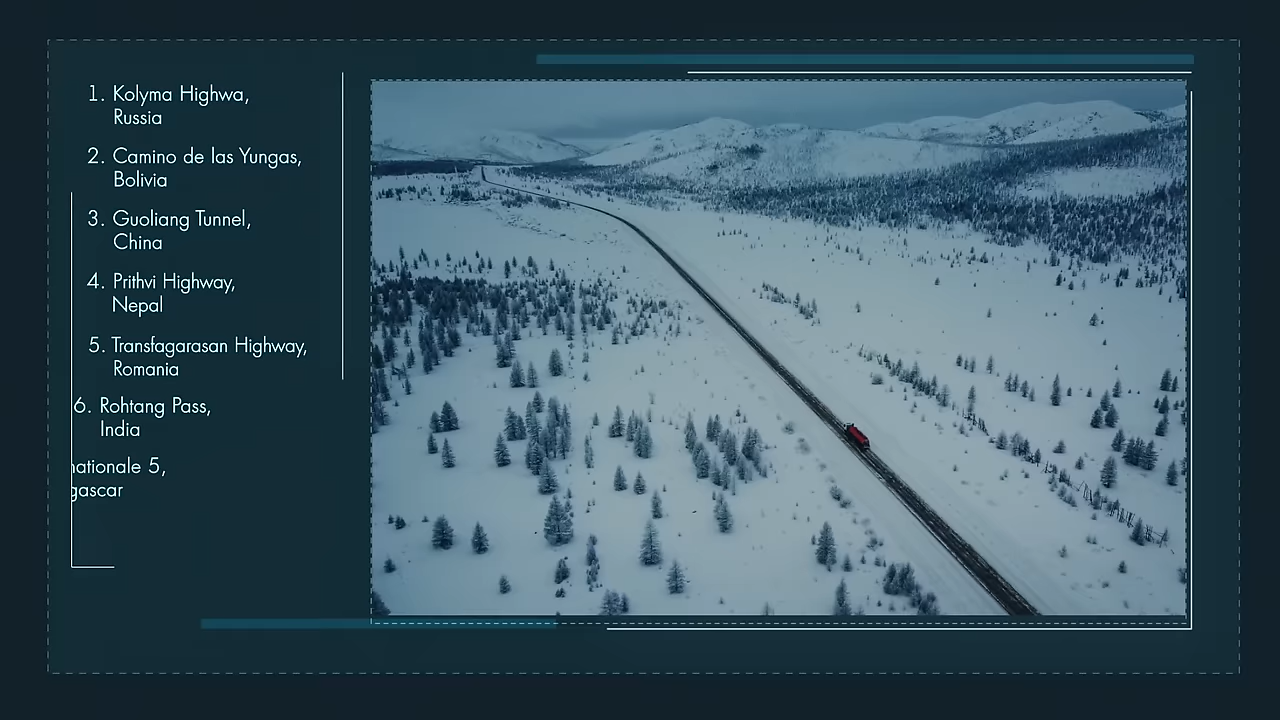 1. Kolyma Highwa,
Russia
2. Camino de las Yungas,
Bolivia
3. Guoliang Tunnel,
China
4. Prithvi Highway,
Nepal
5. Transfagarasan Highway,
Romania
6. Rohtang Pass,
India
nationale 5,
gascar